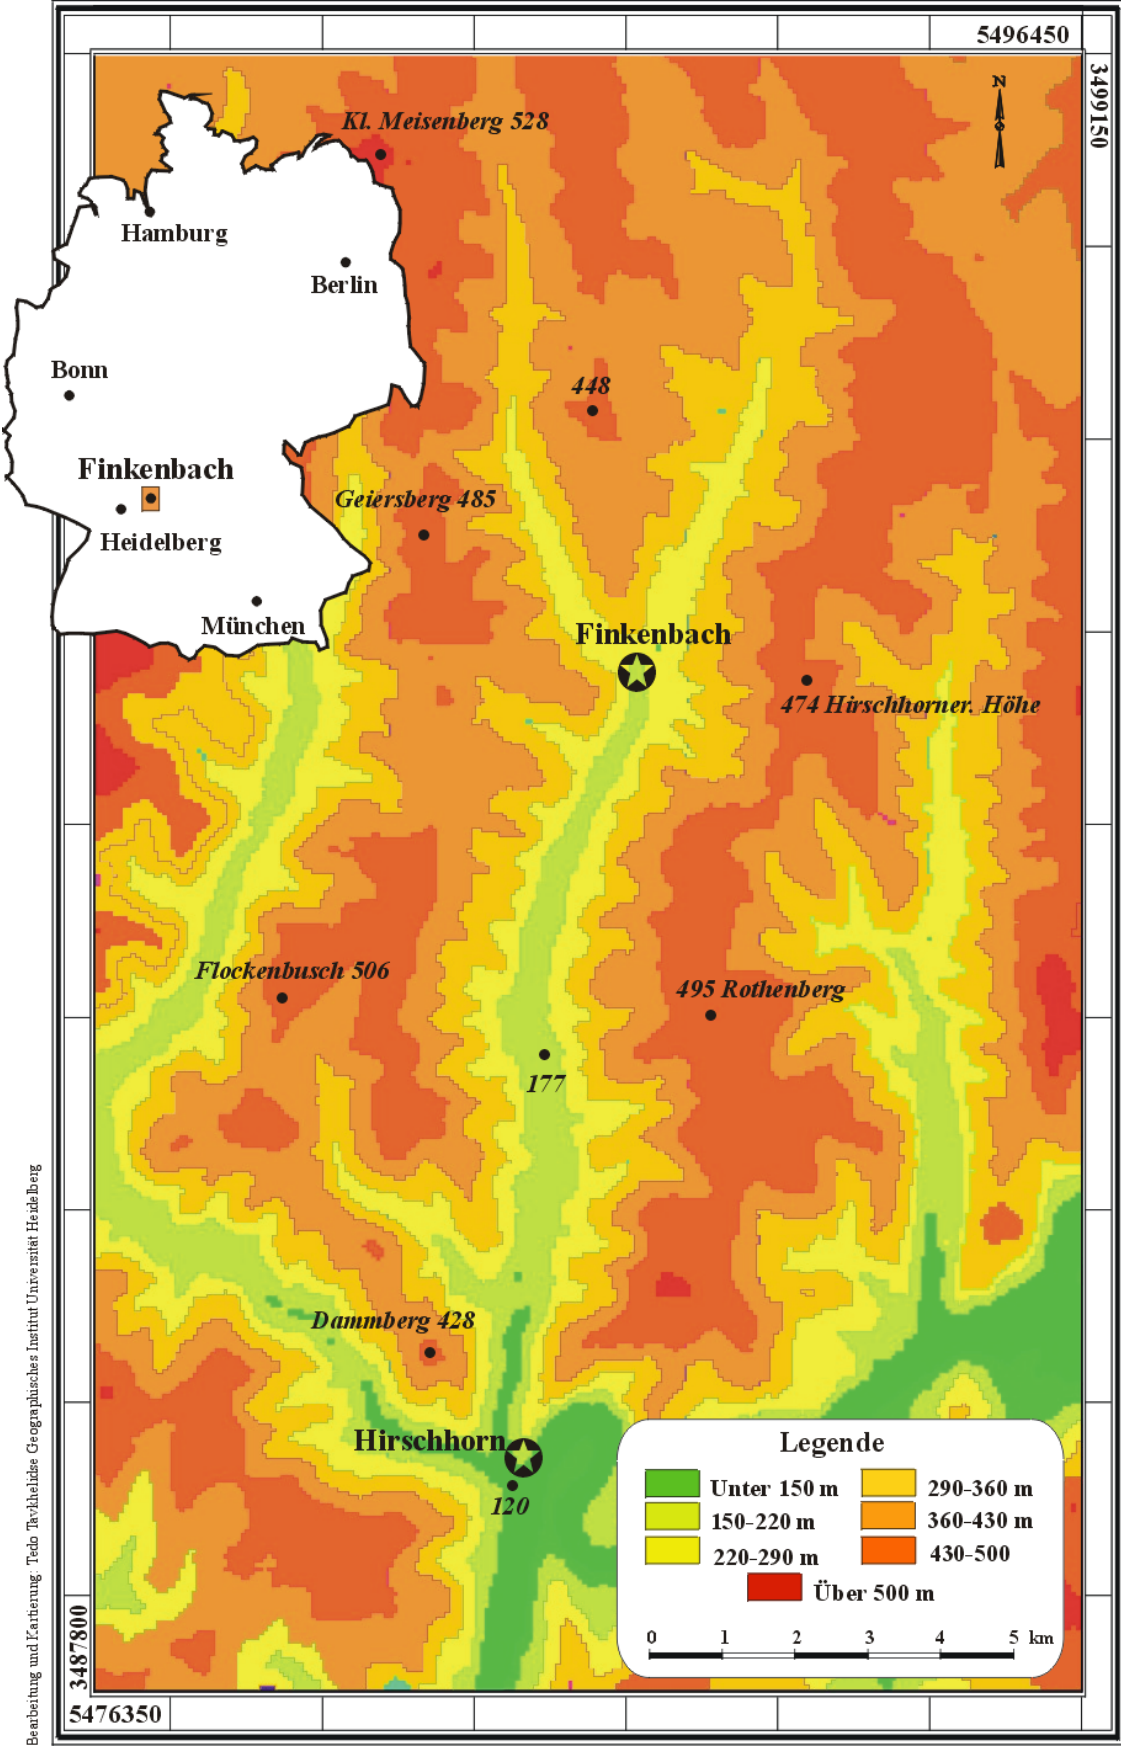 5496450
3499150
N
Kl. Meisenberg 528
Hamburg
Berlin
Bonn
448
Finkenbach
Geiersberg 485
Heidelberg
München
Finkenbach
474 Hirschhorner. Höhe
Flockenbusch 506
495 Rothenberg
177
Dammberg 428
Hirschhorn
120
Legende
Unter 150 m
290-360 m
150-220 m
360-430 m
220-290 m
430-500
Über 500 m
0 1 2 3 4 5 km
3487800
5476350
Bearbeitung und Kartierung: Tedo Tavkhelidse Geographisches Institut Universität Heidelberg